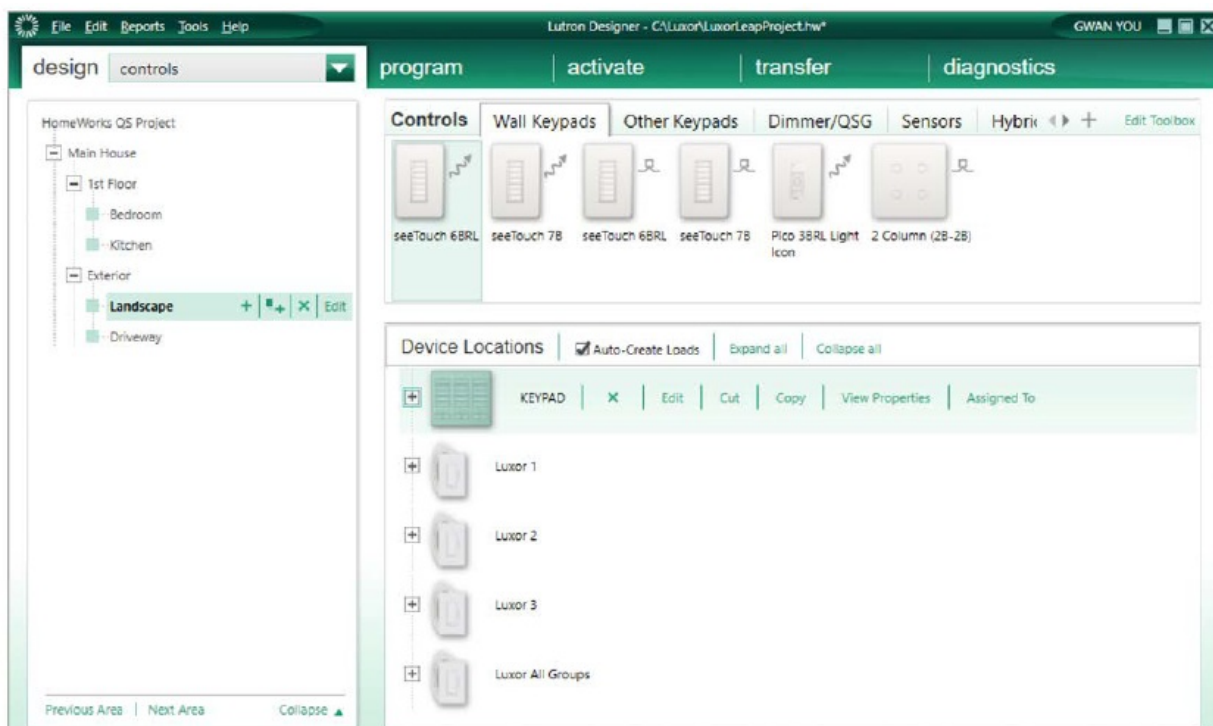 File Edit Reports Tools Help
Lutron Designer - C:\Luxor\LuxorLeapProject.hw*
GWAN YOU
design controls
program
activate
transfer
diagnostics
HomeWorks QS Project
Main House
1st Floor
Bedroom
Kitchen
Exterior
Landscape Edit
Driveway
Previous Area | Next Area
Collapse
Controls Wall Keypads Other Keypads Dimmer/QSG Sensors Edit Toolbox
seeTouch 6BRL seeTouch 7B seeTouch 6BRL seeTouch 7B Pico 3BRL Light 2 Column (2B-2B)
Icon
Device Locations Auto-Create Loads Expand all Collapse all
KEYPAD Edit Cut Copy View Properties Assigned To
Luxor 1
Luxor 2
Luxor 3
Luxor All Groups